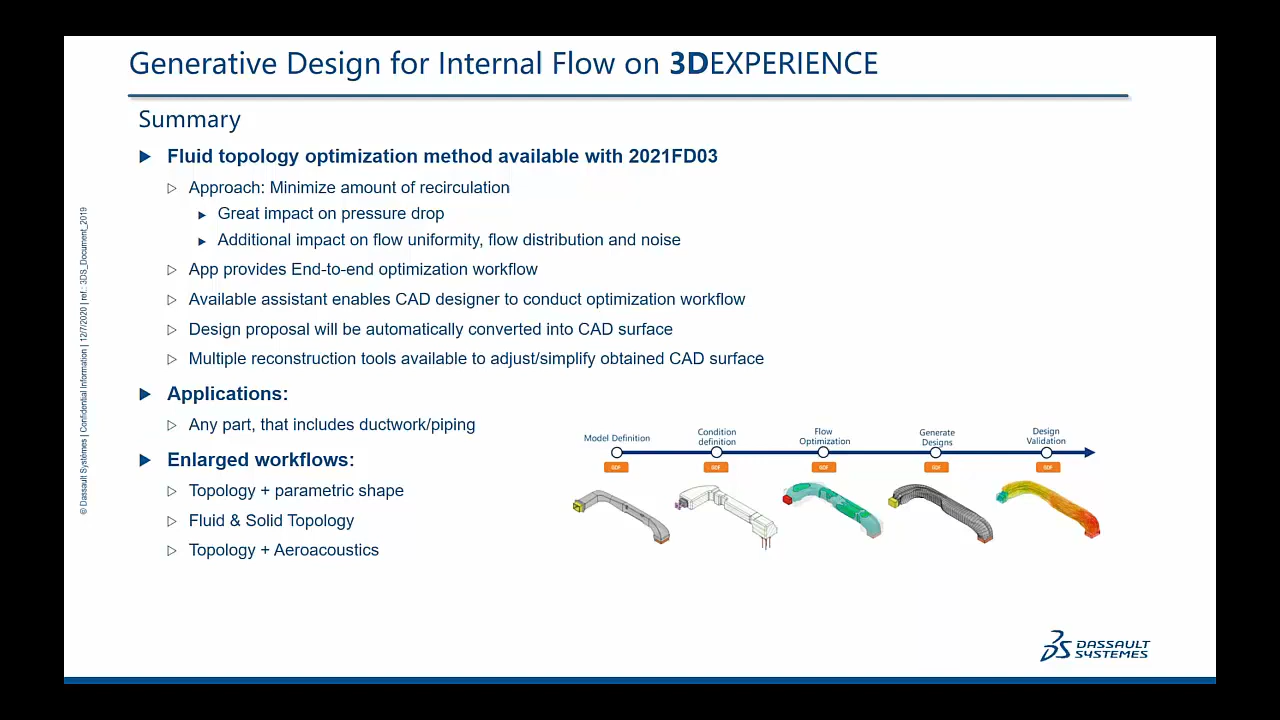 Generative Design for Internal Flow on 3DEXPERIENCE
Summary
Fluid topology optimization method available with 2021FD03
Approach: Minimize amount of recirculation
Great impact on pressure drop
Additional impact on flow uniformity, flow distribution and noise
App provides End-to-end optimization workflow
Available assistant enables CAD designer to conduct optimization workflow
Design proposal will be automatically converted into CAD surface
Multiple reconstruction tools available to adjust/simplify obtained CAD surface
Applications:
Any part, that includes ductwork/piping
Enlarged workflows:
Topology + parametric shape
Fluid & Solid Topology
Topology + Aeroacoustics
Model Definition
Condition
definition
Flow
Optimization
Generate
Designs
Design
Validation
GDF
GDF
GDF
GDF
GDF
© Dassault Systèmes | Confidential Information | 12/7/2020 | ref.: 3DS_Document_2019
DASSAULT
SYSTEMES